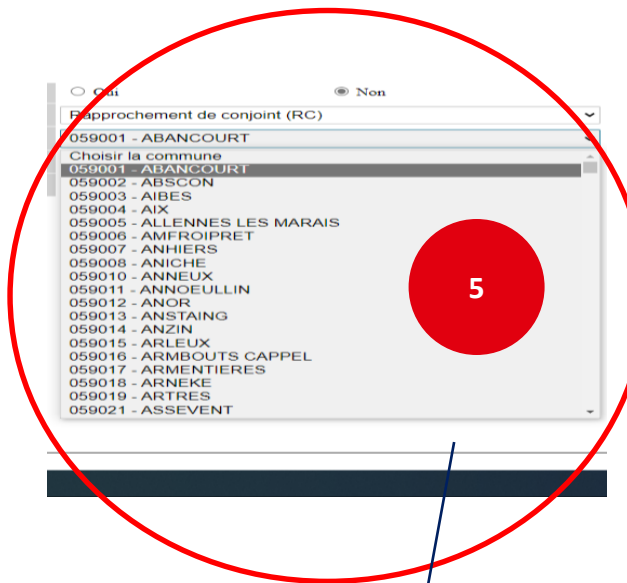 Oui Non
Rapprochement de conjoint (RC)
059001 - ABANCOURT
Choisir la commune
059001 - ABANCOURT
059002 - ABSCON
059003 - AIBES
059004 - AIX
059005 - ALLENNES LES MARAIS
059006 - AMFROIPRET
059007 - ANHIERS
059008 - ANICHE
059010 - ANNEUX
059011 - ANNOEULLIN
059012 - ANOR
059013 - ANSTAING
059014 - ANZIN
059015 - ARLEUX
059016 - ARMBOUTS CAPPEL
059017 - ARMENTIERES
059018 - ARNEKE
059019 - ARTRES
059021 - ASSEVENT
5